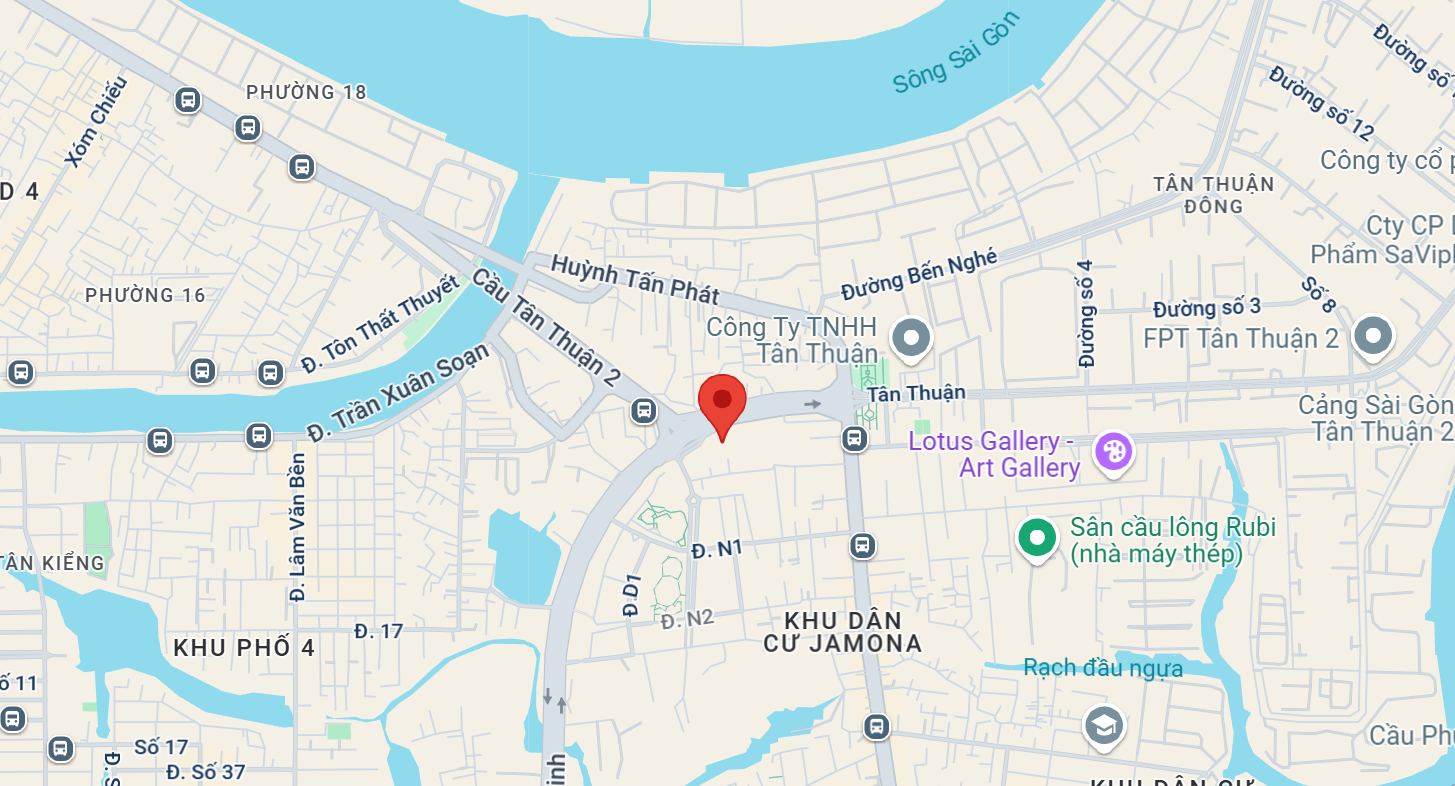 Sông Sài Gòn
Đường số
Đường số 12
PHƯỜNG 18
Xóm Chiếu
Công ty cổ p
D 4
TÂN THUẬN
ĐÔNG
Cty CP
Phẩm SaViph
Huỳnh Tấn Phát
Đường Bến Nghé
Đường số 4
Số 8
PHƯỜNG 16
Đ. Tôn Thất Thuyết
Cầu Tân Thuận 2
Đường số 3
Công Ty TNHH
Tân Thuận
FPT Tân Thuận 2
Đ. Trần Xuân Soạn
Tân Thuận
Cảng Sài Gòn
Tân Thuận 2
Lotus Gallery -
Art Gallery
Đ. Lâm Văn Bền
Sân cầu lông Rubi
(nhà máy thép)
TÂN KIỂNG
Đ. N1
Đ.D1
Đ. N2
KHU DÂN
CƯ JAMONA
Đ. 17
KHU PHỐ 4
Rạch đầu ngựa
ố 11
Số 17
Đ. Số 37
Đ. S
inh
Cầu Ph
KHU DÂN CƯ